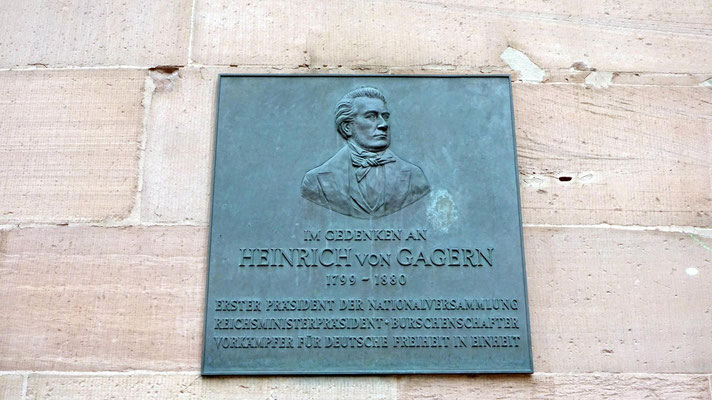 IM GEDENKEN AN
HEINRICH VON GAGERN
1799 – 1880
ERSTER PRÄSIDENT DER NATIONALVERSAMMLUNG
REICHSMINISTERPRÄSIDENT · BURSCHENSCHAFTER
VORKÄMPFER FÜR DEUTSCHE FREIHEIT IN EINHEIT